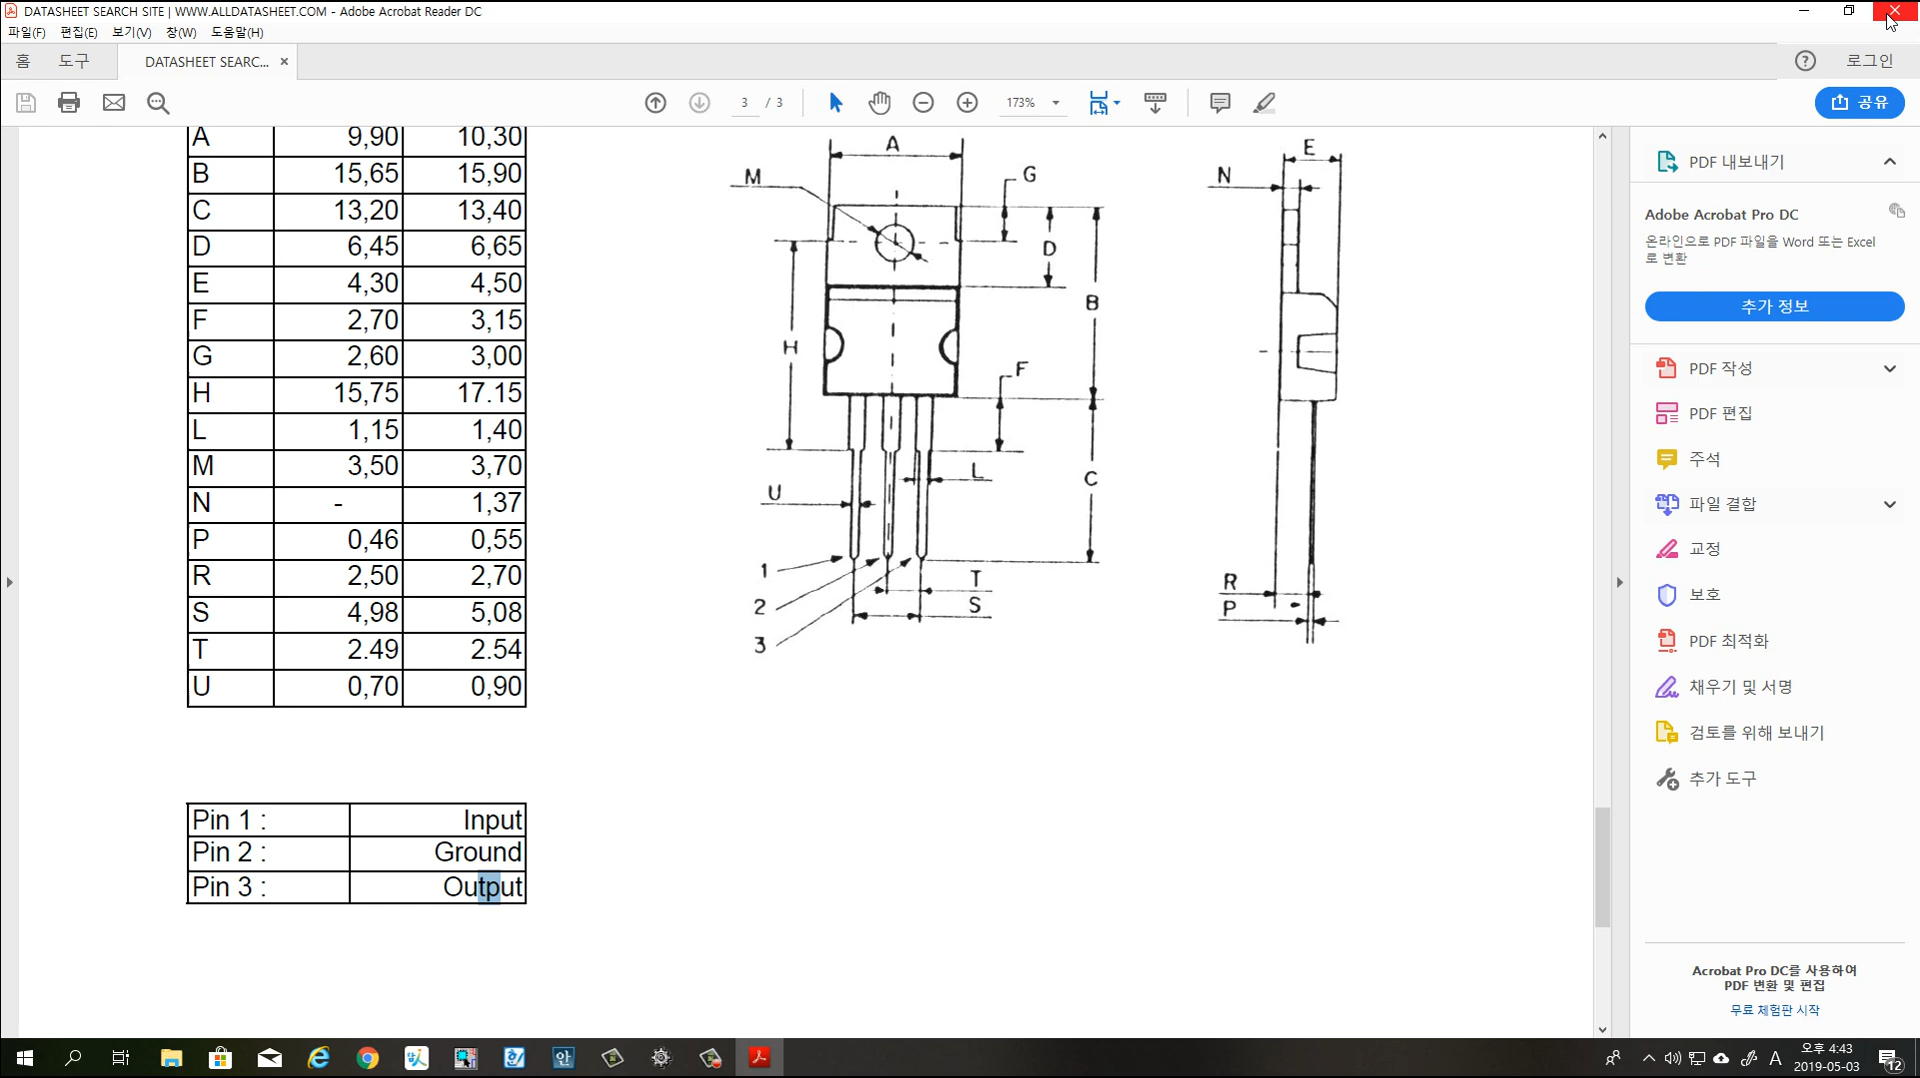 DATASHEET SEARCH SITE | WWW.ALLDATASHEET.COM - Adobe Acrobat Reader DC
파일(F) 편집(E) 보기(V) 창(W) 도움말(H)
홈 도구 DATASHEET SEARC... 로그인
3 / 3 173% 공유
A 9,90 10,30
B 15,65 15,90
C 13,20 13,40
D 6,45 6,65
E 4,30 4,50
F 2,70 3,15
G 2,60 3,00
H 15,75 17.15
L 1,15 1,40
M 3,50 3,70
N - 1,37
P 0,46 0,55
R 2,50 2,70
S 4,98 5,08
T 2.49 2.54
U 0,70 0,90
A
M
G
D
B
H
F
L
C
U
1
2
3
T
S
E
N
R
P
Pin 1 : Input
Pin 2 : Ground
Pin 3 : Output
PDF 내보내기
Adobe Acrobat Pro DC
온라인으로 PDF 파일을 Word 또는 Excel
로 변환
추가 정보
PDF 작성
PDF 편집
주석
파일 결합
교정
보호
PDF 최적화
채우기 및 서명
검토를 위해 보내기
추가 도구
Acrobat Pro DC를 사용하여
PDF 변환 및 편집
무료 체험판 시작
안
A
오후 4:43
2019-05-03
12